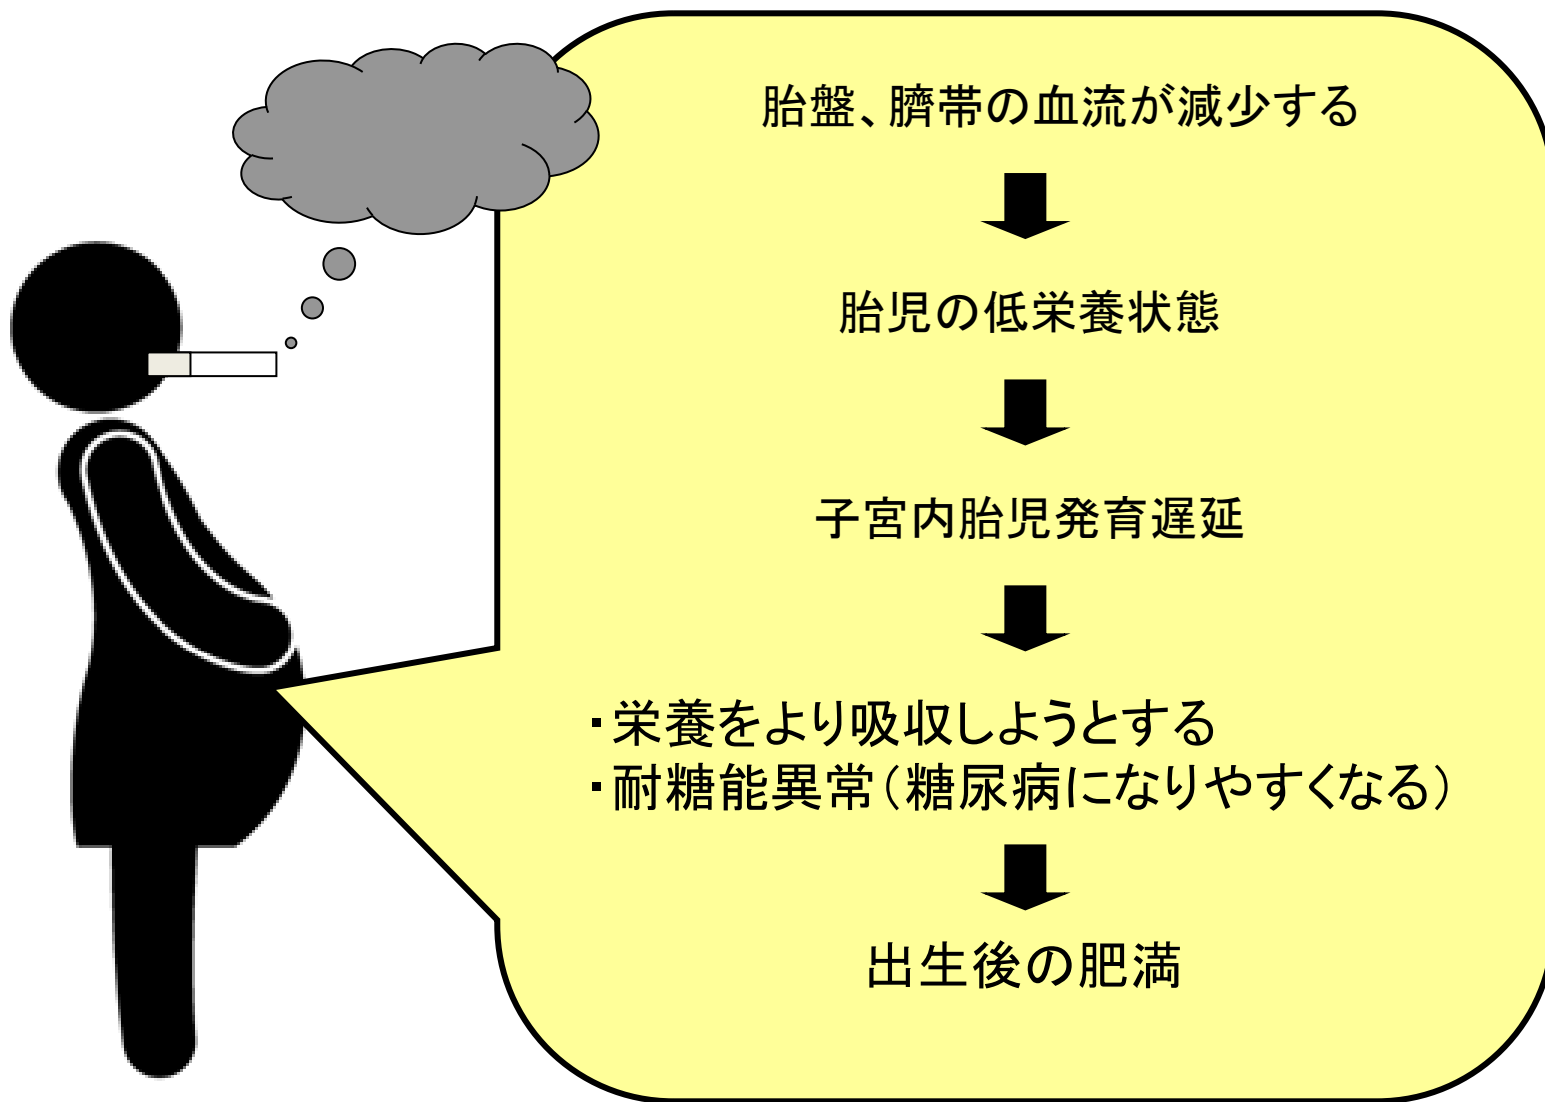 胎盤、臍帯の血流が減少する
胎児の低栄養状態
子宮内胎児発育遅延
・栄養をより吸収しようとする
・耐糖能異常（糖尿病になりやすくなる）
出生後の肥満